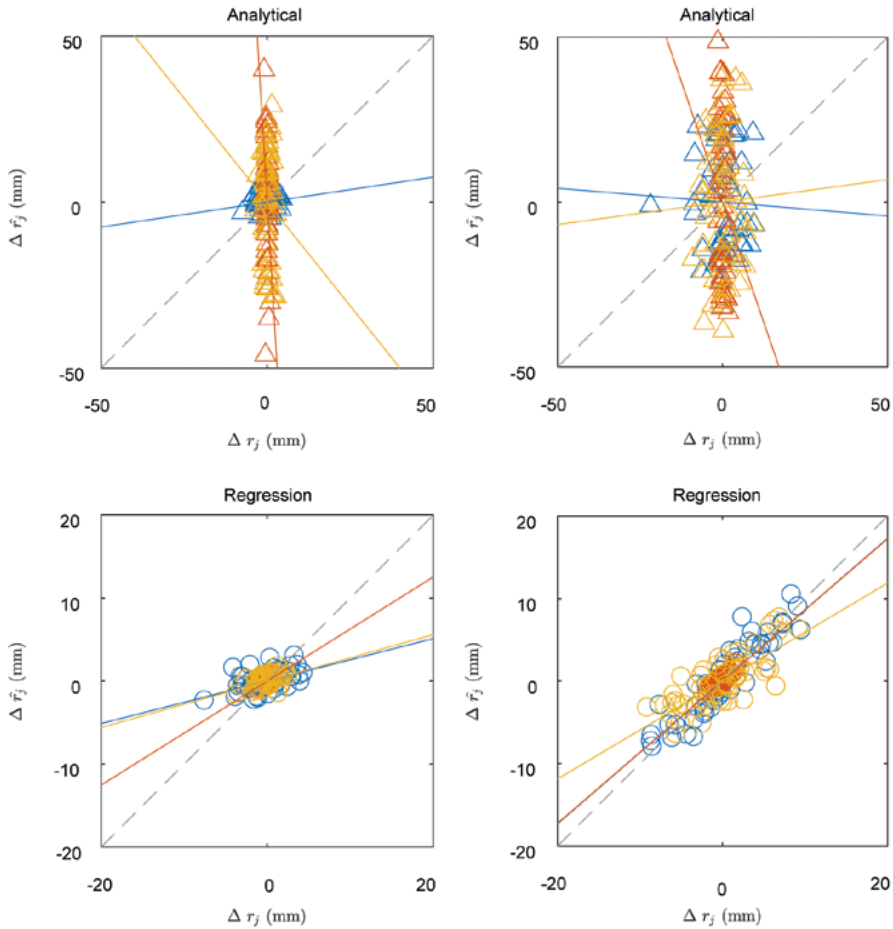 Analytical
50
0
-50
Δ r̂_j (mm)
-50 0 50
Δ r_j (mm)
Analytical
50
0
-50
Δ r̂_j (mm)
-50 0 50
Δ r_j (mm)
Regression
20
10
0
-10
-20
Δ r̂_j (mm)
-20 0 20
Δ r_j (mm)
Regression
20
10
0
-10
-20
Δ r̂_j (mm)
-20 0 20
Δ r_j (mm)